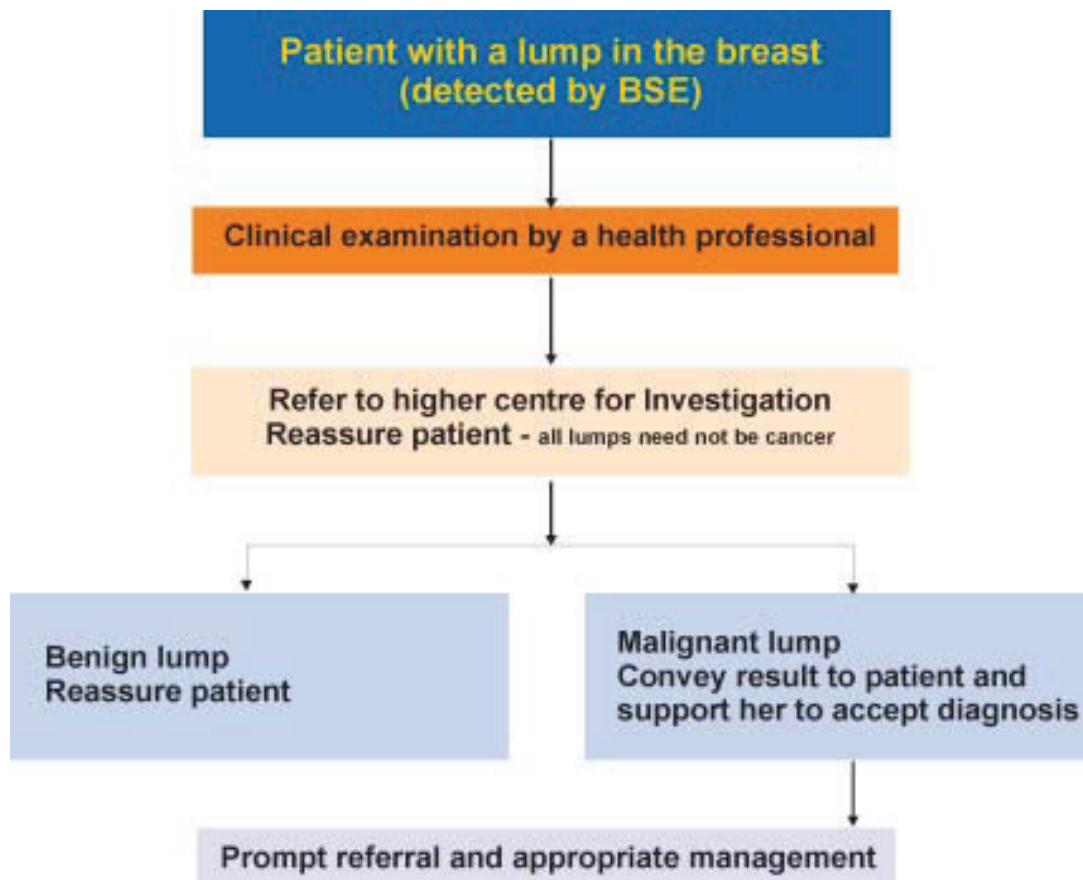 Patient with a lump in the breast
(detected by BSE)
Clinical examination by a health professional
Refer to higher centre for Investigation
Reassure patient - all lumps need not be cancer
Benign lump
Reassure patient
Malignant lump
Convey result to patient and
support her to accept diagnosis
Prompt referral and appropriate management